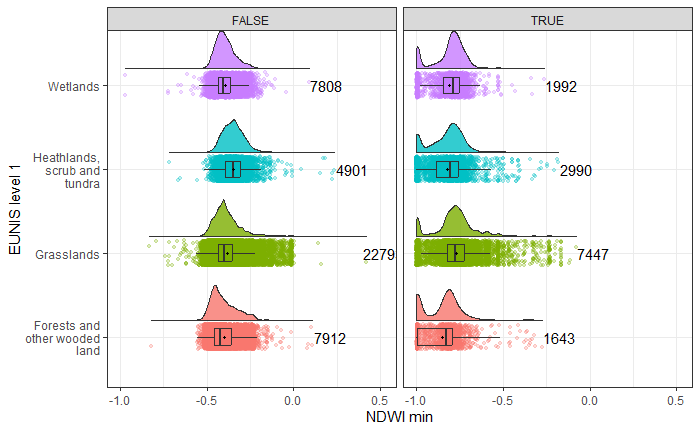 FALSE
TRUE
EUNIS level 1
Wetlands
7808
1992
Heathlands,
scrub and
tundra
4901
2990
Grasslands
2279
7447
Forests and
other wooded
land
7912
1643
-1.0
-0.5
0.0
0.5
-1.0
-0.5
0.0
0.5
NDWI min